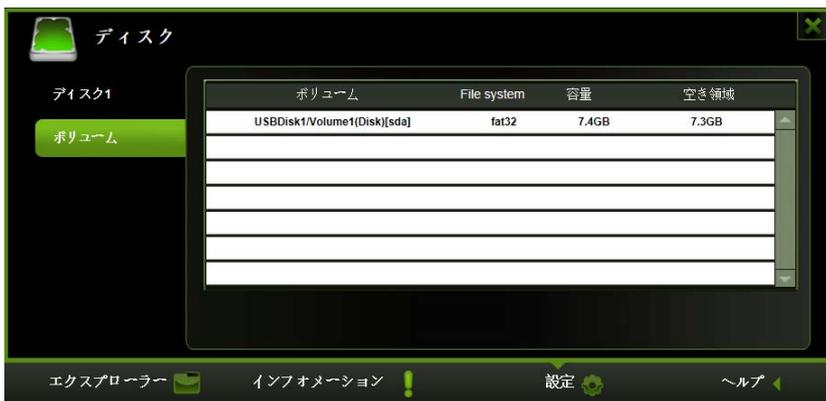 ディスク
ディスク1
ボリューム
ボリューム File system 容量 空き領域
USBDisk1/Volume1(Disk)[sda] fat32 7.4GB 7.3GB
エクスプローラー インフォメーション 設定 ヘルプ